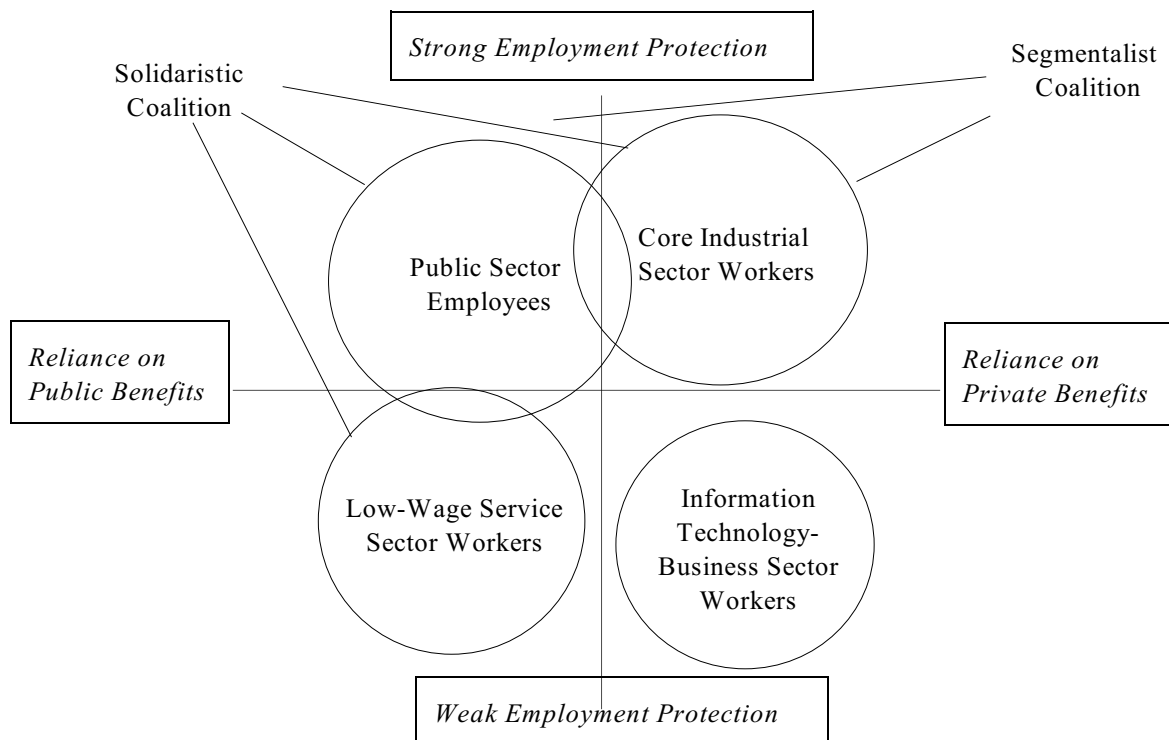 Strong Employment Protection
Solidaristic
Coalition
Segmentalist
Coalition
Core Industrial
Sector Workers
Public Sector
Employees
Reliance on
Public Benefits
Reliance on
Private Benefits
Low-Wage Service
Sector Workers
Information
Technology-
Business Sector
Workers
Weak Employment Protection